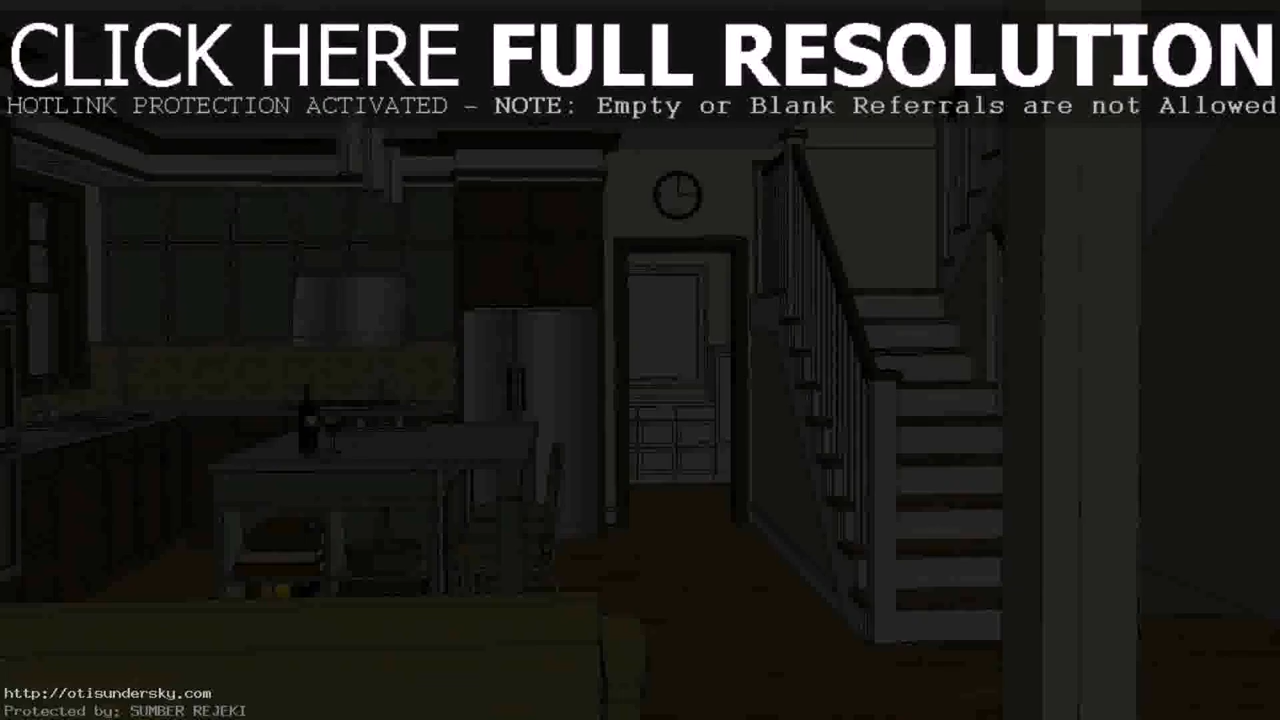 CLICK HERE FULL RESOLUTION
HOTLINK PROTECTION ACTIVATED - NOTE: Empty or Blank Referrals are not Allowed
http://otisundersky.com
Protected by: SUMBER REJEKI